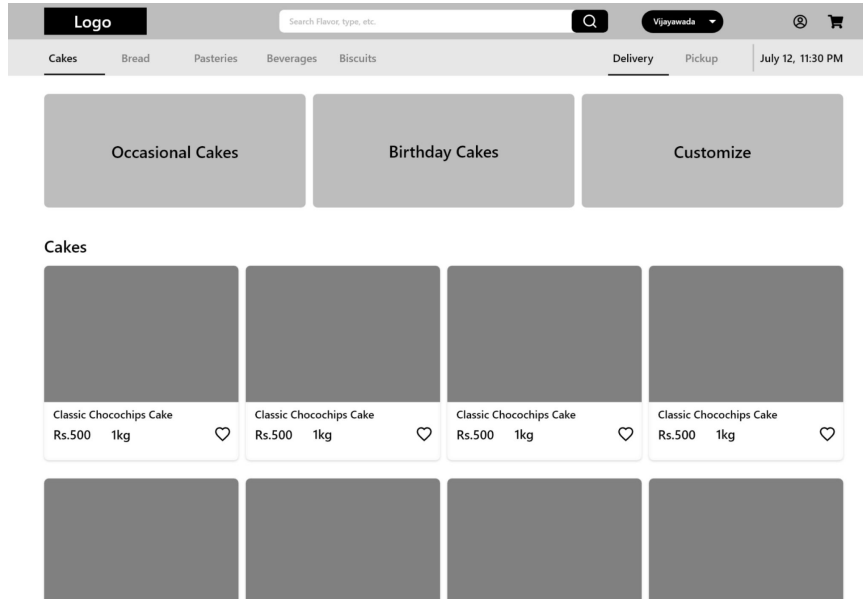 Logo
Search Flavor, type, etc.
Vijayawada
Cakes Bread Pasteries Beverages Biscuits Delivery Pickup July 12, 11:30 PM
Occasional Cakes Birthday Cakes Customize
Cakes
Classic Chocochips Cake Classic Chocochips Cake Classic Chocochips Cake Classic Chocochips Cake
Rs.500 1kg Rs.500 1kg Rs.500 1kg Rs.500 1kg